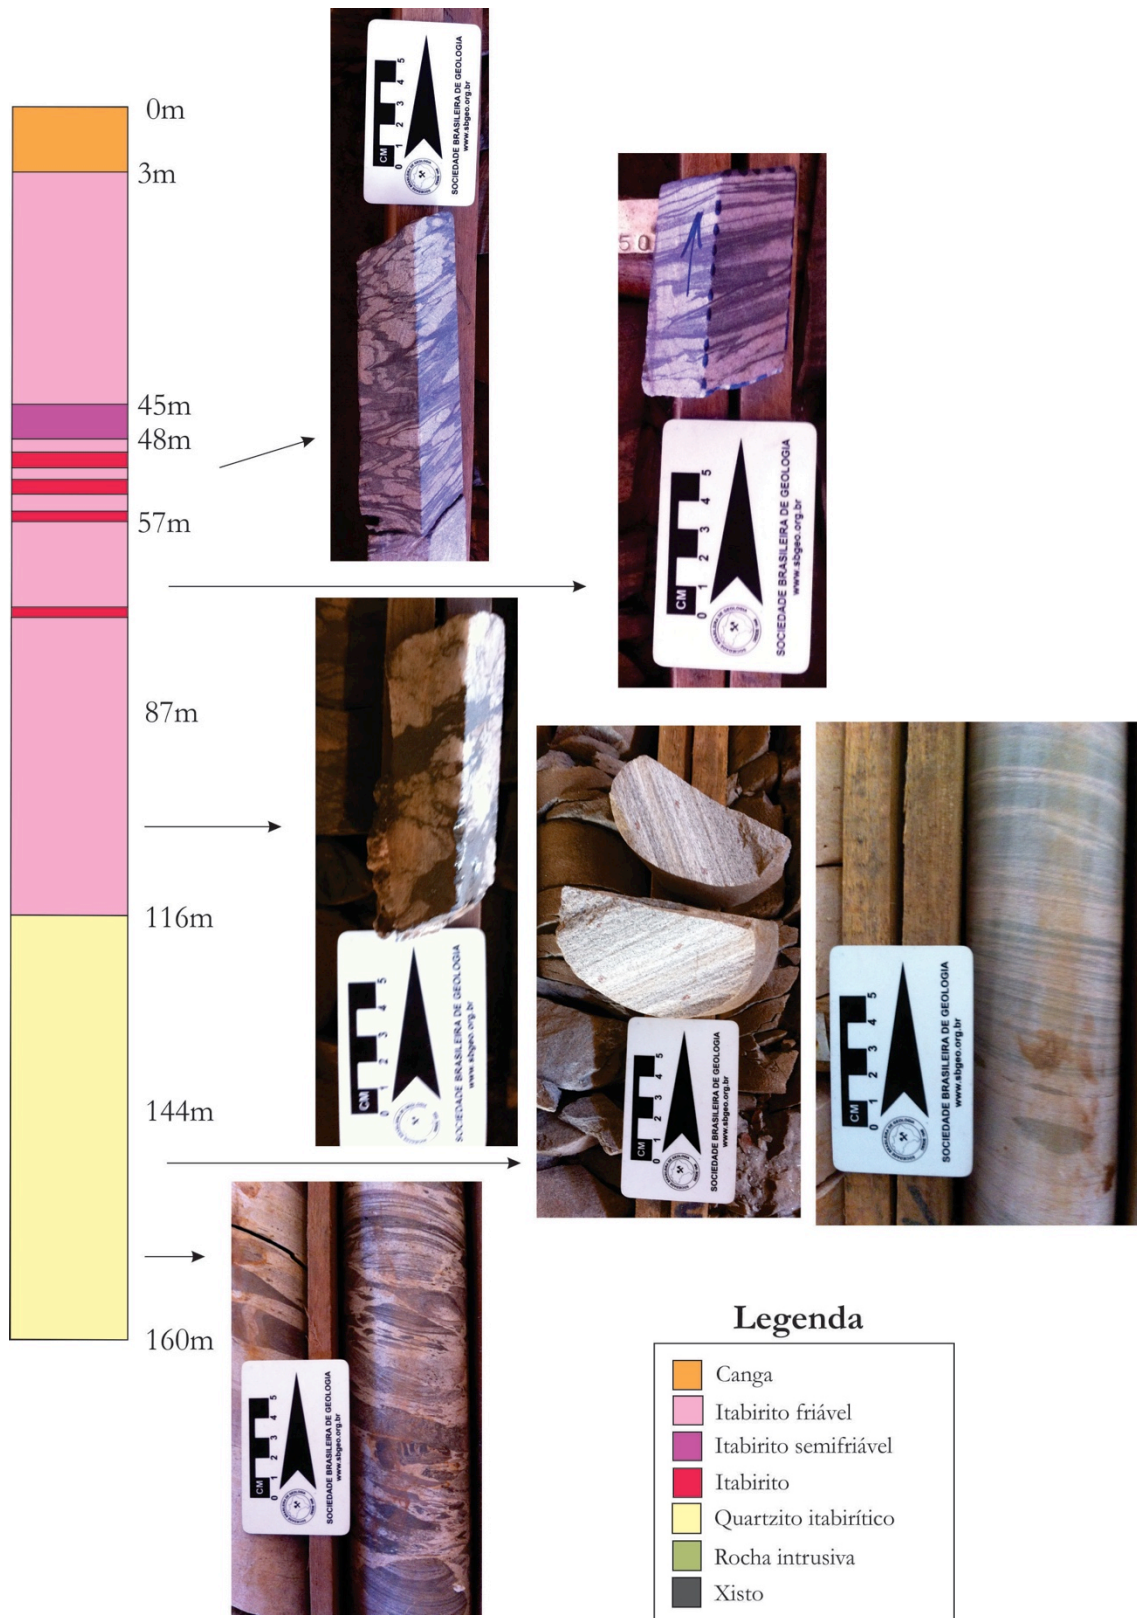 0m
3m
45m
48m
57m
87m
116m
144m
160m
CM
0 1 2 3 4 5
SOCIEDADE BRASILEIRA DE GEOLOGIA
www.sbgeo.org.br
50
CM
0 1 2 3 4 5
SOCIEDADE BRASILEIRA DE GEOLOGIA
www.sbgeo.org.br
CM
0 1 2 3 4 5
SOCIEDADE BRASILEIRA DE GEOLOGIA
www.sbgeo.org.br
CM
0 1 2 3 4 5
SOCIEDADE BRASILEIRA DE GEOLOGIA
www.sbgeo.org.br
CM
0 1 2 3 4 5
SOCIEDADE BRASILEIRA DE GEOLOGIA
www.sbgeo.org.br
CM
0 1 2 3 4 5
SOCIEDADE BRASILEIRA DE GEOLOGIA
www.sbgeo.org.br
Legenda
Canga
Itabirito friável
Itabirito semifriável
Itabirito
Quartzito itabirítico
Rocha intrusiva
Xisto